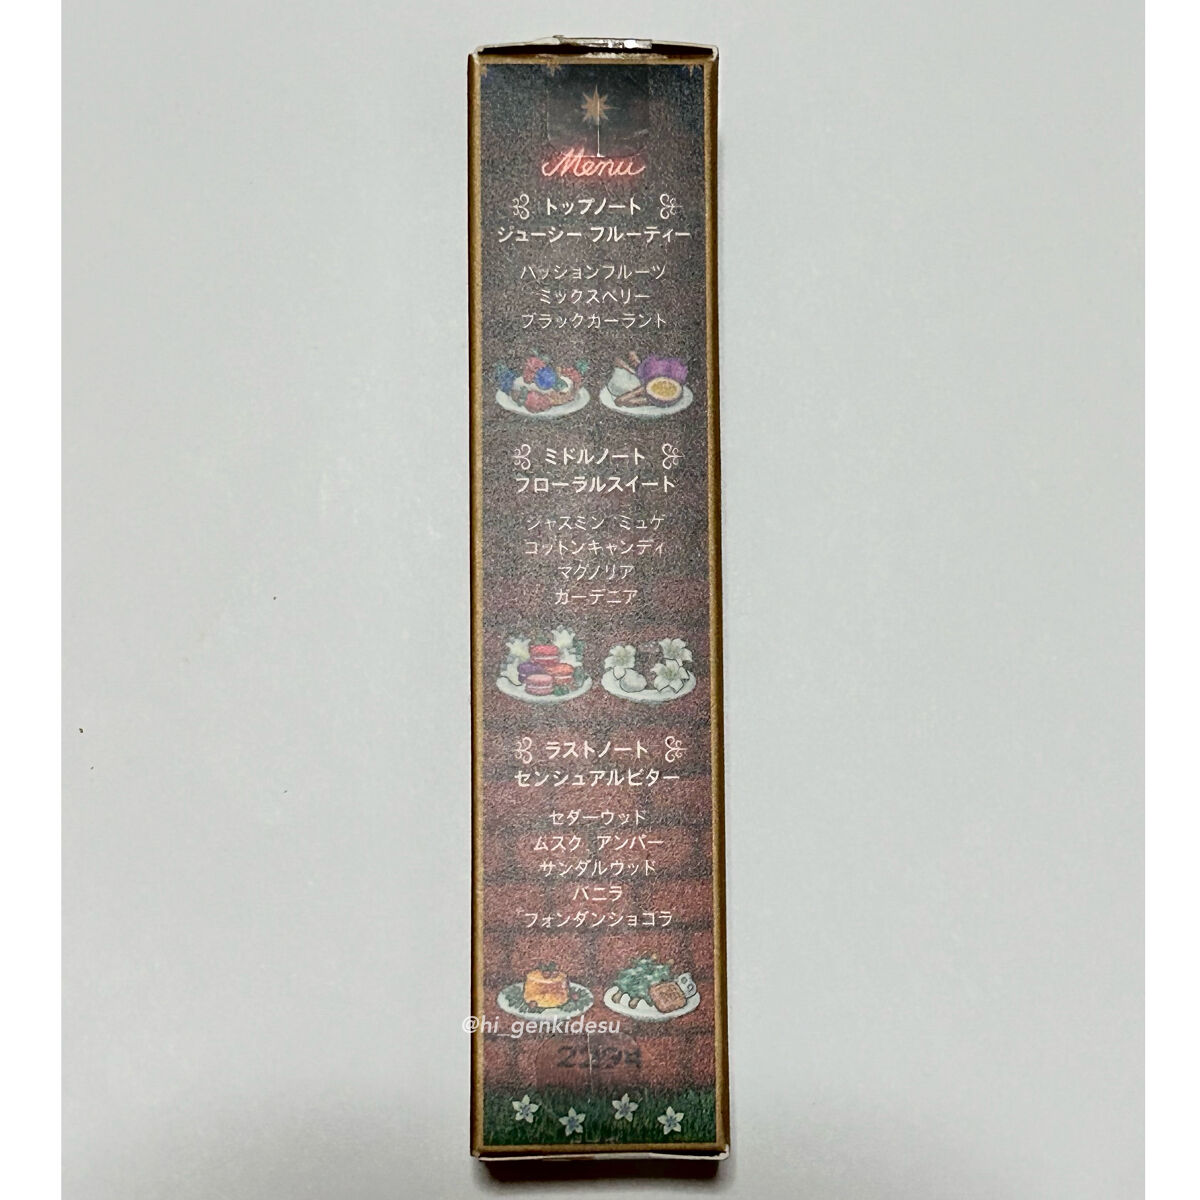 Menu
トップノート
ジューシー フルーティー
パッションフルーツ
ミックスベリー
ブラックカーラント
ミドルノート
フローラルスイート
ジャスミン ミュゲ
コットンキャンディ
マグノリア
ガーデニア
ラストノート
センシュアルビター
セダーウッド
ムスク アンバー
サンダルウッド
バニラ
フォンダンショコラ
@hi_genkidesu